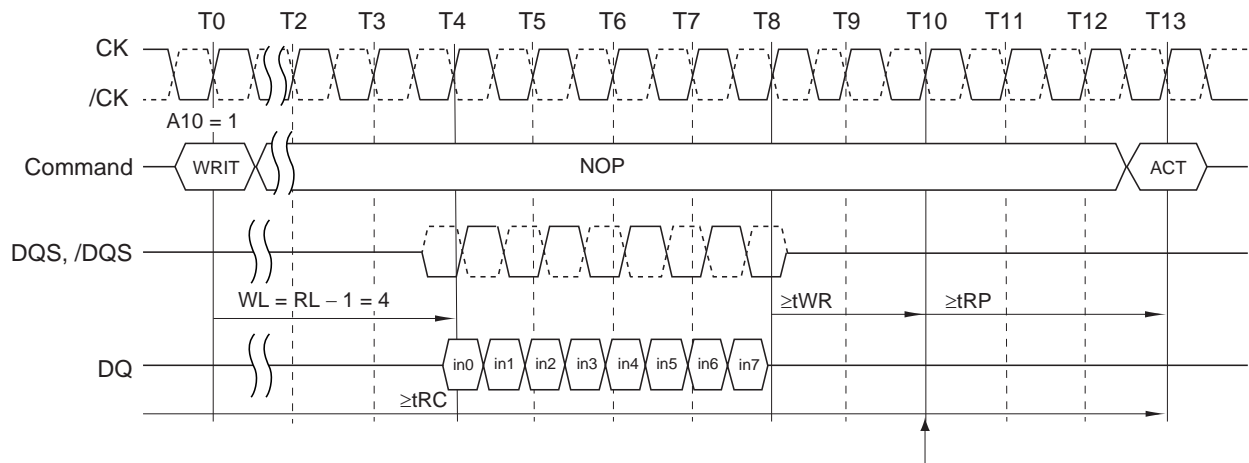 T0 T2 T3 T4 T5 T6 T7 T8 T9 T10 T11 T12 T13
CK
/CK
A10 = 1
Command WRIT NOP ACT
DQS, /DQS
WL = RL − 1 = 4 ≥tWR ≥tRP
DQ in0 in1 in2 in3 in4 in5 in6 in7
≥tRC